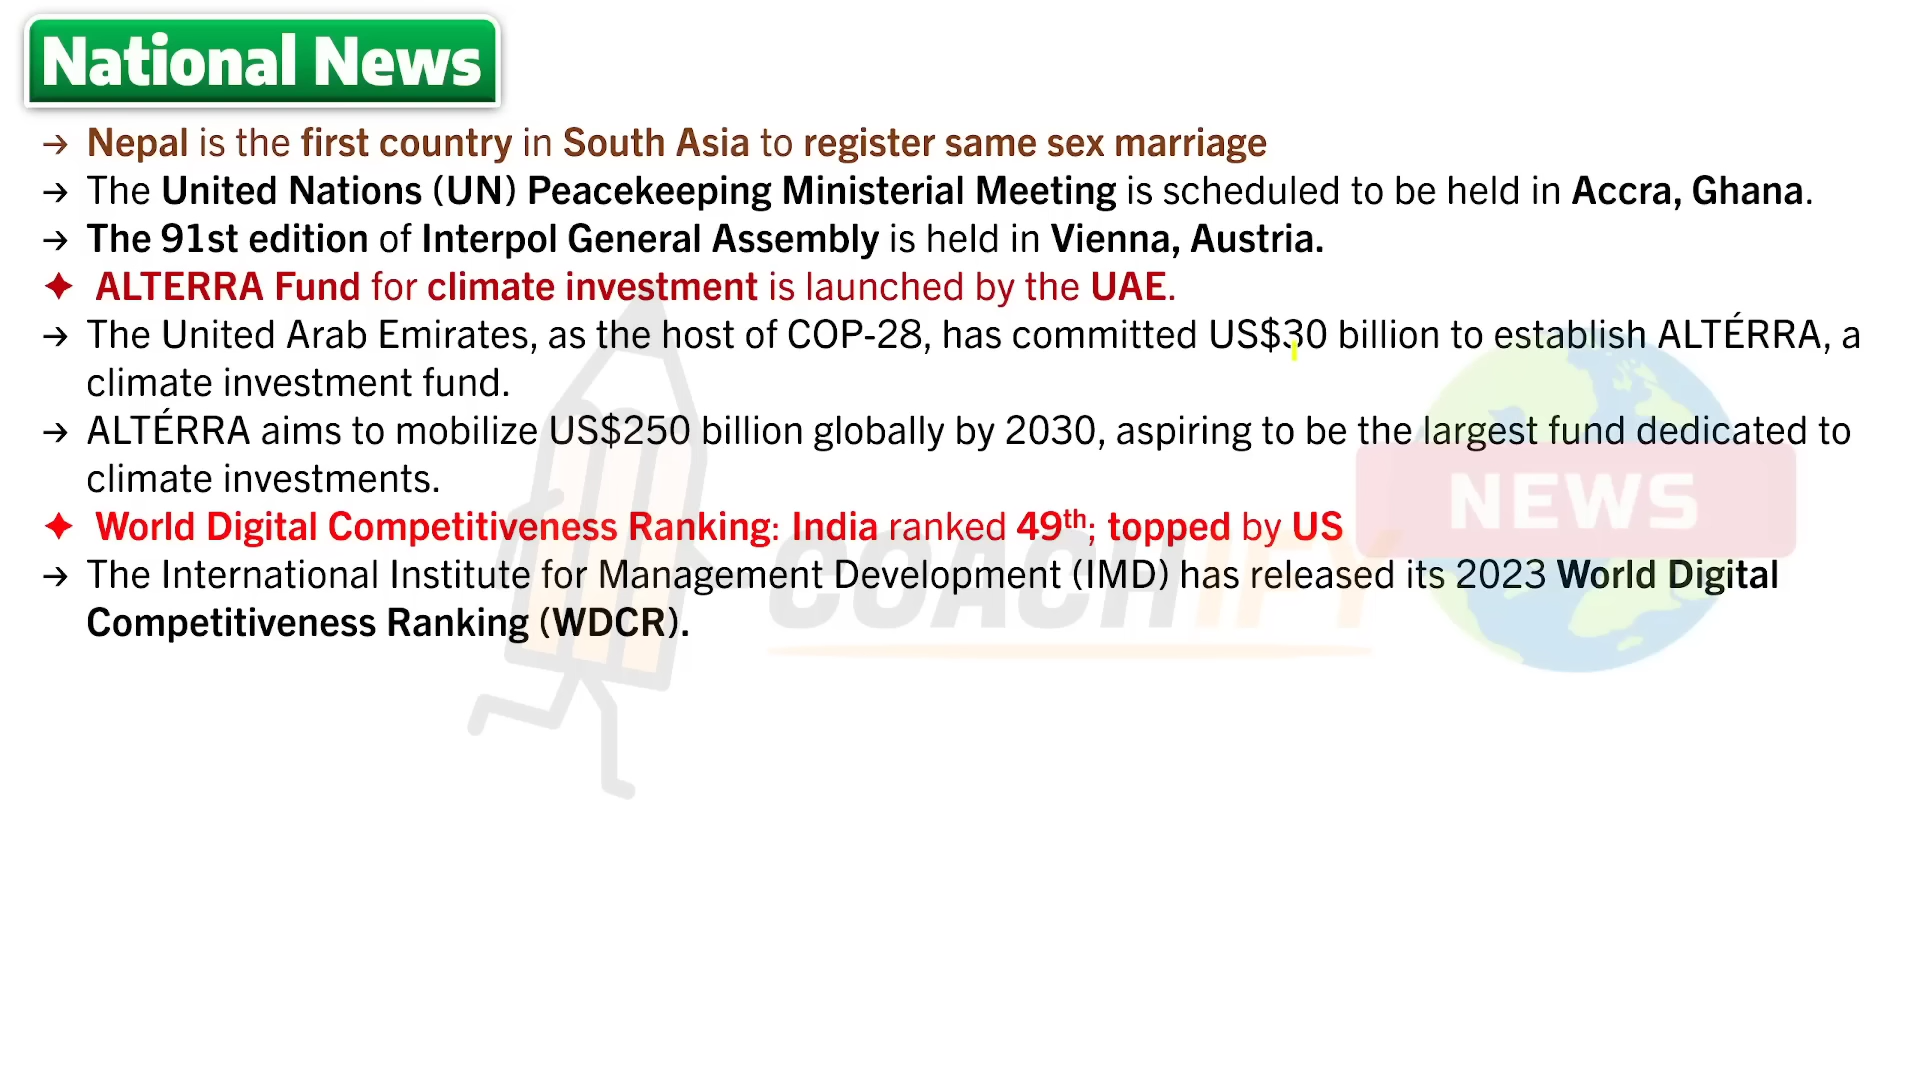 National News
→ Nepal is the first country in South Asia to register same sex marriage
→ The United Nations (UN) Peacekeeping Ministerial Meeting is scheduled to be held in Accra, Ghana.
→ The 91st edition of Interpol General Assembly is held in Vienna, Austria.
✦ ALTERRA Fund for climate investment is launched by the UAE.
→ The United Arab Emirates, as the host of COP-28, has committed US$30 billion to establish ALTÉRRA, a
climate investment fund.
→ ALTÉRRA aims to mobilize US$250 billion globally by 2030, aspiring to be the largest fund dedicated to
climate investments.
NEWS
✦ World Digital Competitiveness Ranking: India ranked 49th; topped by US
→ The International Institute for Management Development (IMD) has released its 2023 World Digital
Competitiveness Ranking (WDCR).
COACHIFY